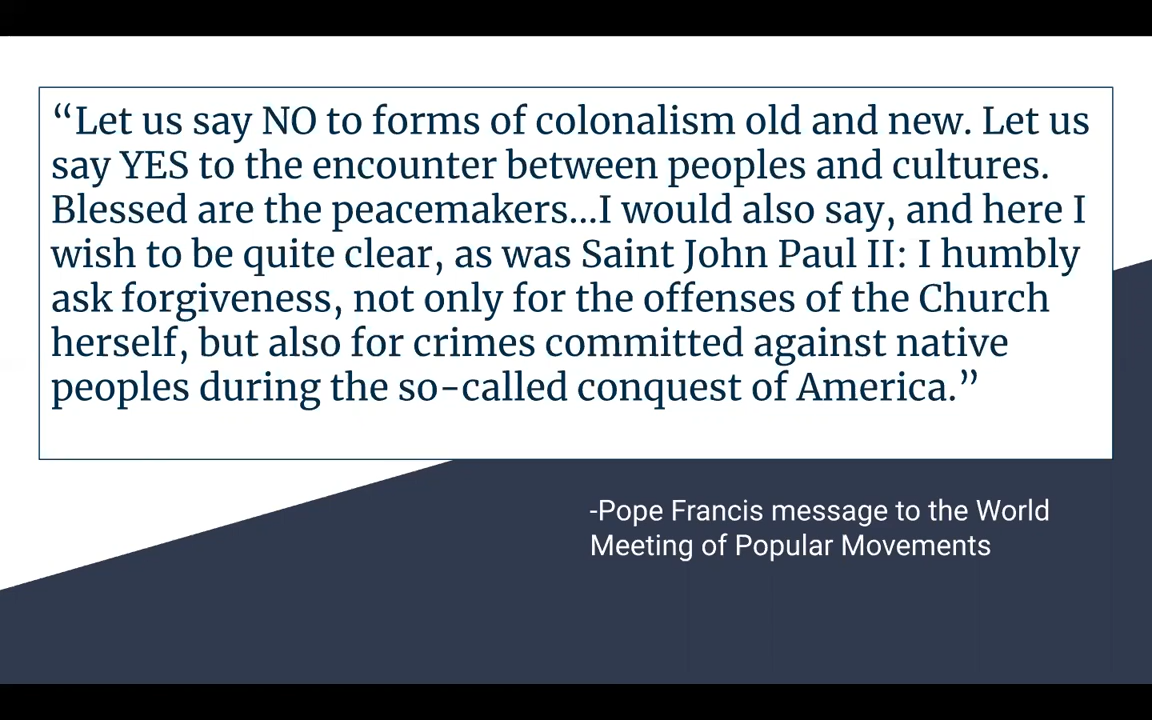 “Let us say NO to forms of colonalism old and new. Let us
say YES to the encounter between peoples and cultures.
Blessed are the peacemakers...I would also say, and here I
wish to be quite clear, as was Saint John Paul II: I humbly
ask forgiveness, not only for the offenses of the Church
herself, but also for crimes committed against native
peoples during the so-called conquest of America.”
-Pope Francis message to the World
Meeting of Popular Movements